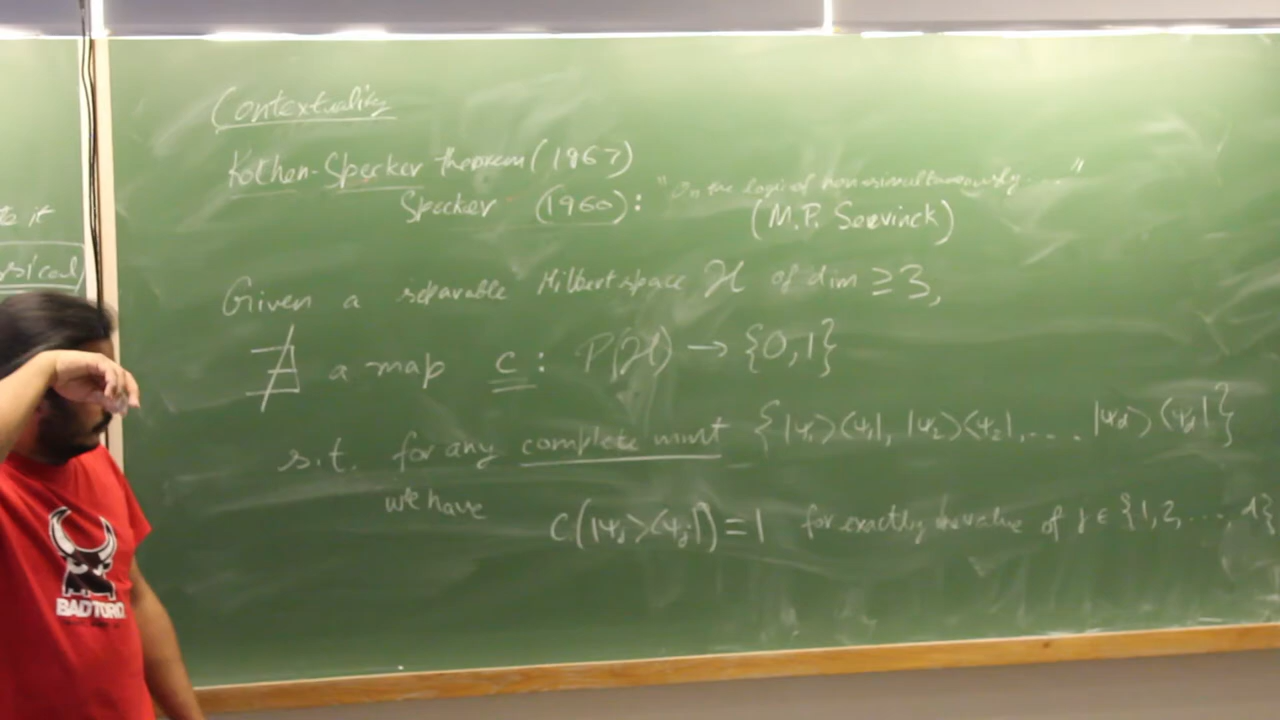 Contextuality
Kochen-Specker theorem (1967)
Specker (1960): "On the logic of non simultaneously ...."
(M.P. Seevinck)
Given a separable Hilbert space ℋ of dim ≥ 3,
∄ a map c : P(ℋ) → {0,1}
s.t. for any complete mmt {|ψ₁><ψ₁|, |ψ₂><ψ₂|, .... |ψd><ψd|}
we have C(|ψj><ψj|) = 1 for exactly one value of j ∈ {1,2, ..., d}
te it
sical
BAD TORO